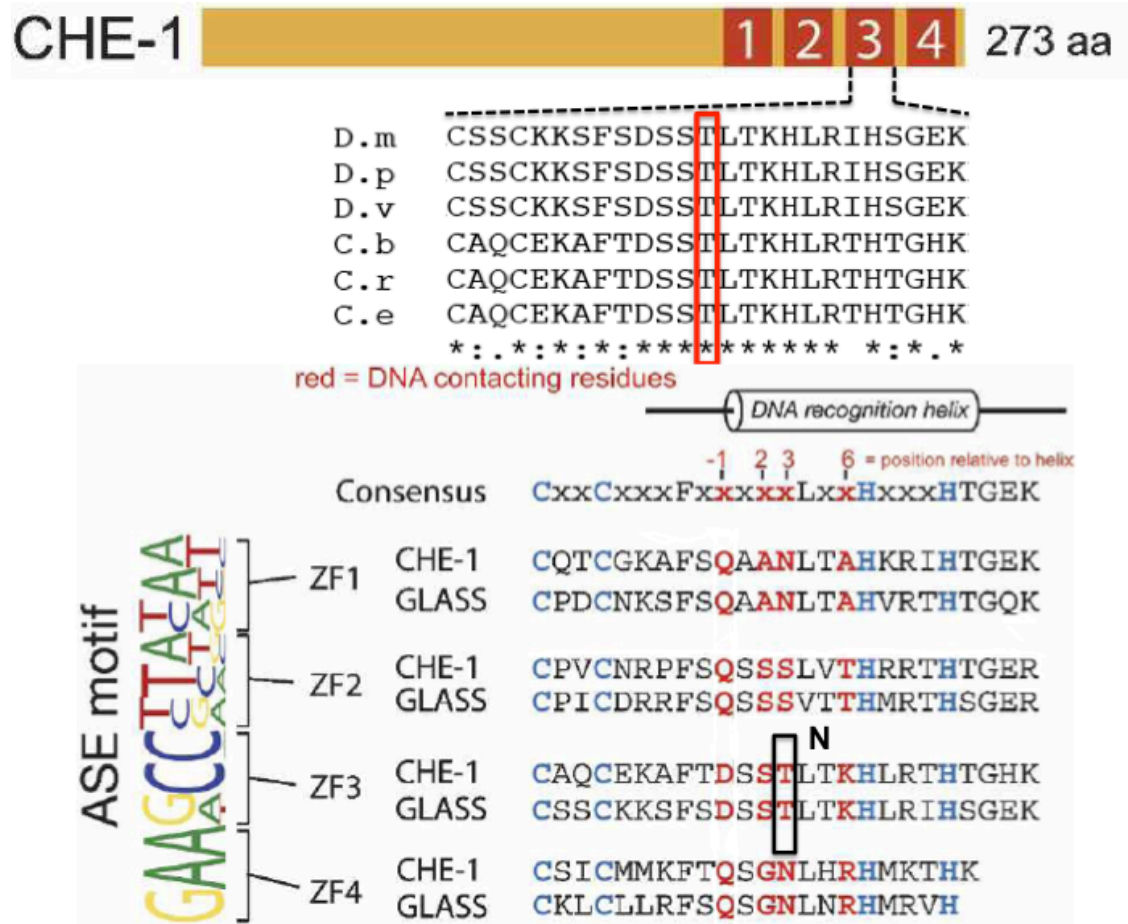 CHE-1 1 2 3 4 273 aa
D.m CSSCKKSFSDSSTLTKHLRIHSGEK
D.p CSSCKKSFSDSSTLTKHLRIHSGEK
D.v CSSCKKSFSDSSTLTKHLRIHSGEK
C.b CAQCEKAFTDSSTLTKHLRTHTGHK
C.r CAQCEKAFTDSSTLTKHLRTHTGHK
C.e CAQCEKAFTDSSTLTKHLRTHTGHK
*:.*:*:*:********** *:*.*
red = DNA contacting residues
DNA recognition helix
-1 2 3 6 = position relative to helix
Consensus CxxCxxxFxxxxxLxxHxxxHTGEK
ASE motif
ZF1
CHE-1 CQTCGKAFSQAANLTAHKRIHTGEK
GLASS CPDCNKSFSQAANLTAHVRTHTGQK
ZF2
CHE-1 CPVCNRPFSQSSSLVTHRRTHTGER
GLASS CPICDRRFSQSSSVTTHMRTHSGER
N
ZF3
CHE-1 CAQCEKAFTDSSTLTKHLRTHTGHK
GLASS CSSCKKSFSDSSTLTKHLRIHSGEK
ZF4
CHE-1 CSICMMKFTQSGNLHRHMKTHK
GLASS CKLCLLRFSQSGNLNRHMRVH